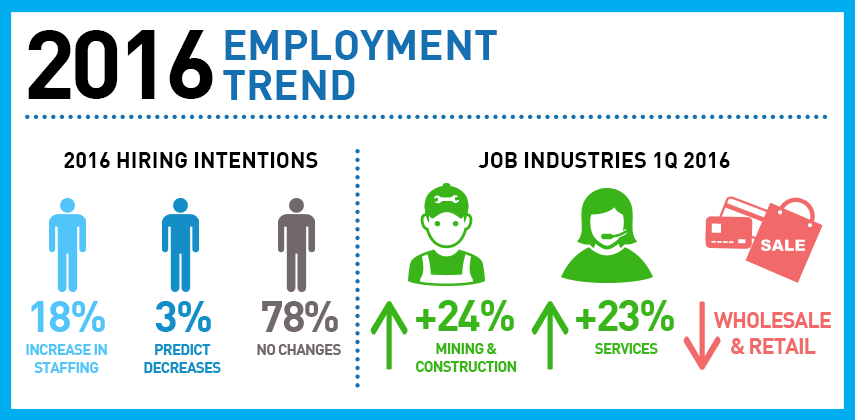 2016 EMPLOYMENT
TREND
2016 HIRING INTENTIONS
18%
INCREASE IN
STAFFING
3%
PREDICT
DECREASES
78%
NO CHANGES
JOB INDUSTRIES 1Q 2016
+24%
MINING &
CONSTRUCTION
+23%
SERVICES
SALE
WHOLESALE
& RETAIL